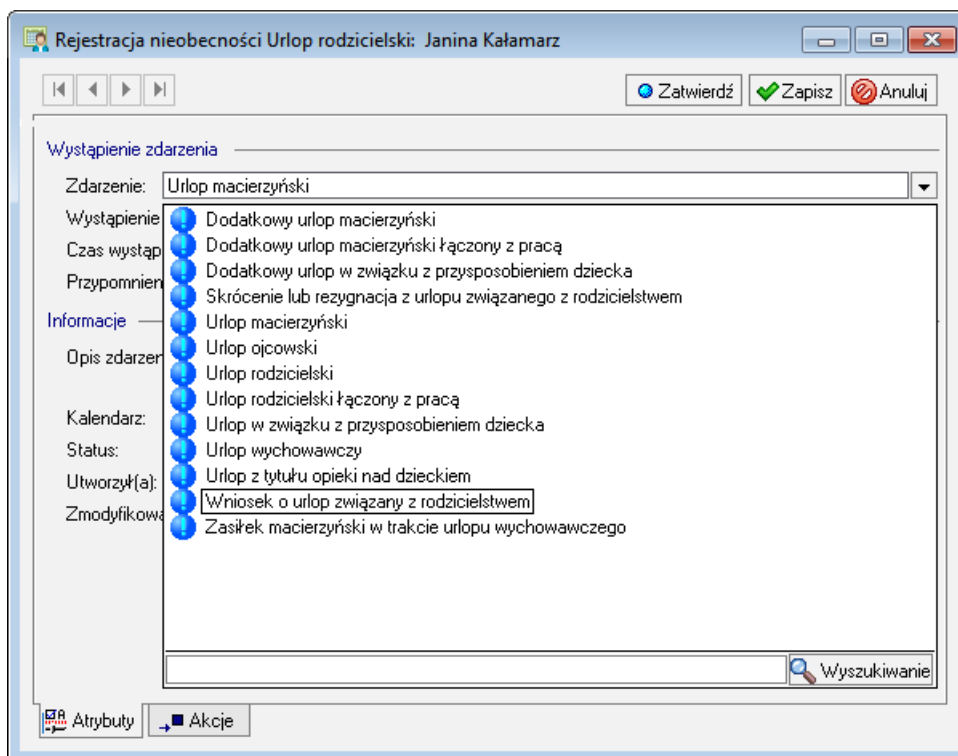 Rejestracja nieobecności Urlop rodzicielski: Janina Kałamarz
Zatwierdź Zapisz Anuluj
Wystąpienie zdarzenia
Zdarzenie: Urlop macierzyński
Wystąpienie
Czas wystąp
Przypomnien
Informacje
Opis zdarzer
Kalendarz:
Status:
Utworzył(a):
Zmodyfikowa
Dodatkowy urlop macierzyński
Dodatkowy urlop macierzyński łączony z pracą
Dodatkowy urlop w związku z przysposobieniem dziecka
Skrócenie lub rezygnacja z urlopu związanego z rodzicielstwem
Urlop macierzyński
Urlop ojcowski
Urlop rodzicielski
Urlop rodzicielski łączony z pracą
Urlop w związku z przysposobieniem dziecka
Urlop wychowawczy
Urlop z tytułu opieki nad dzieckiem
Wniosek o urlop związany z rodzicielstwem
Zasiłek macierzyński w trakcie urlopu wychowawczego
Wyszukiwanie
Atrybuty Akcje